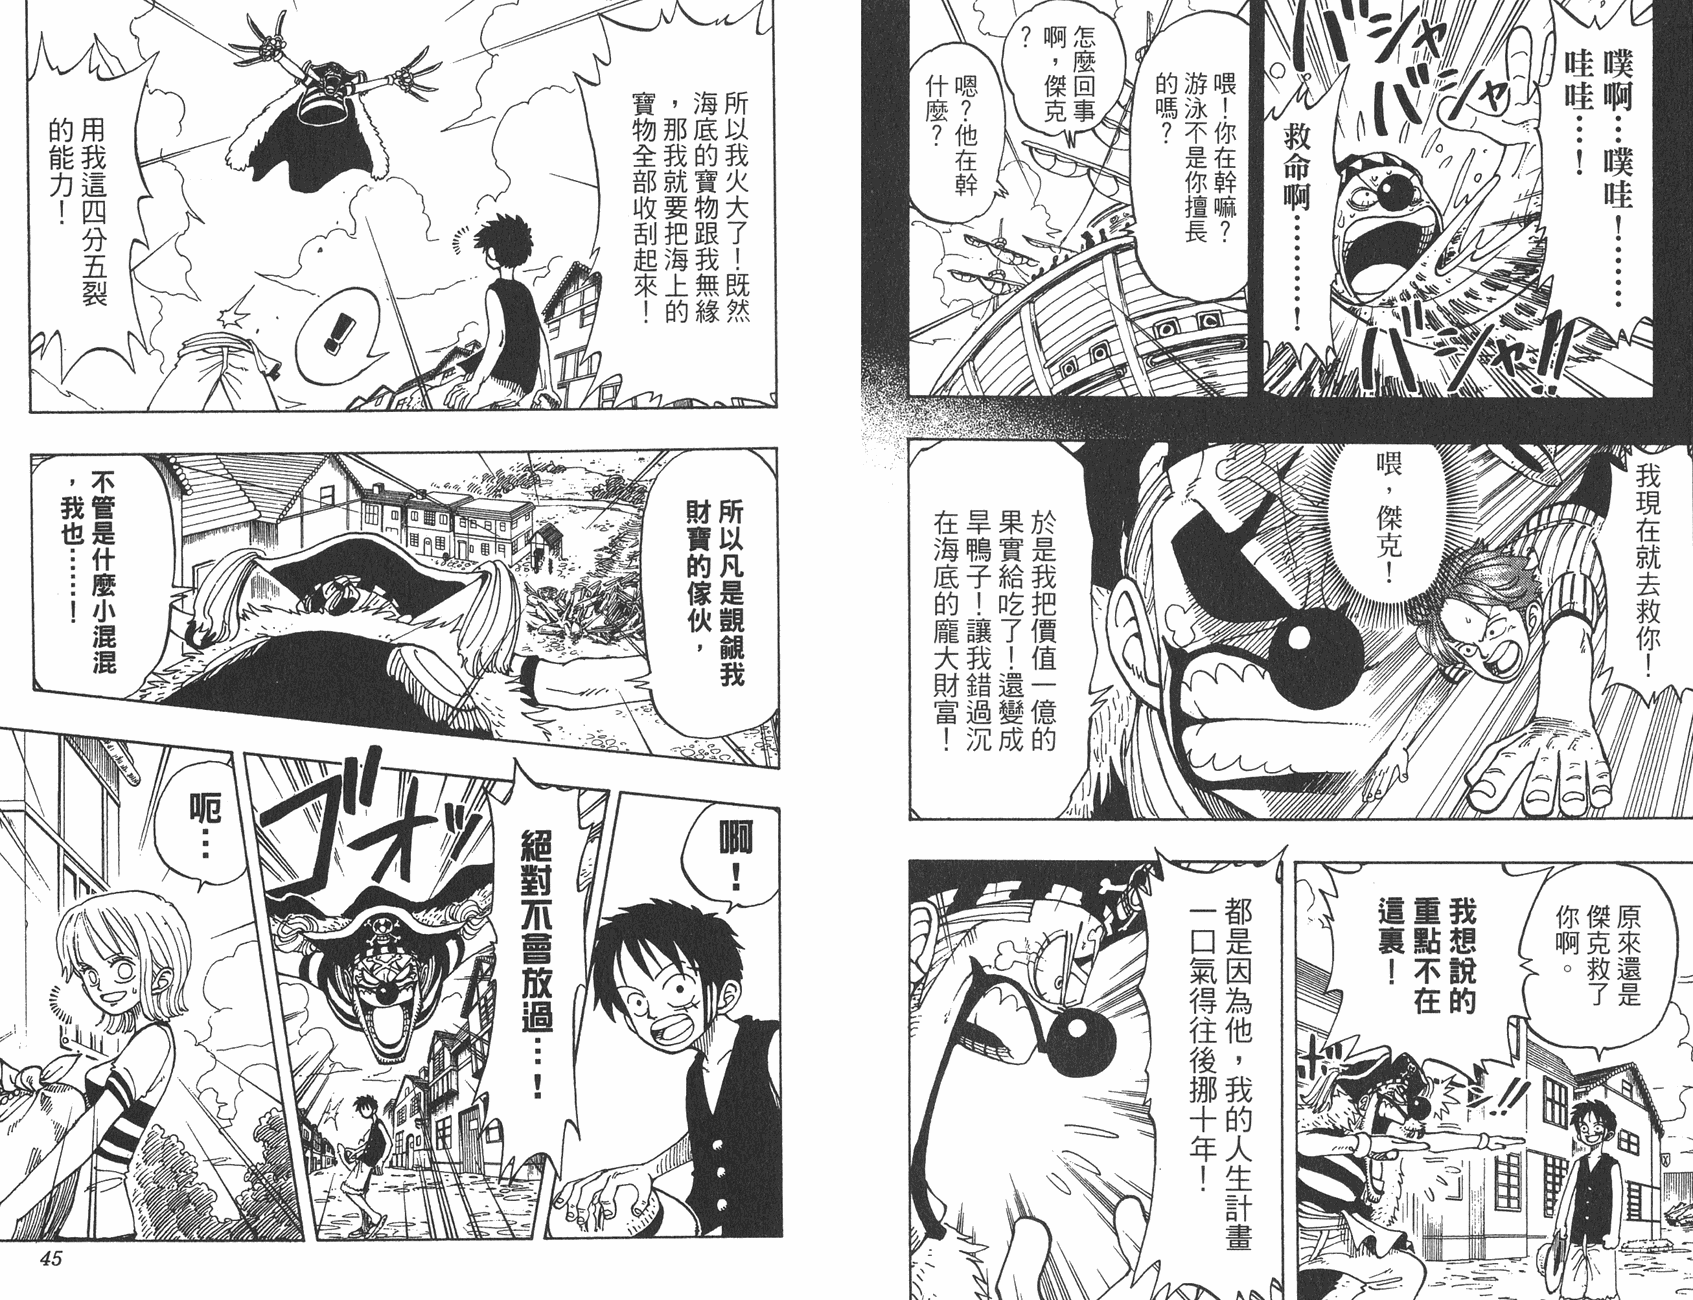 噗啊…噗哇！……
哇哇……！
救命啊………！
バシャ
バシャ
バシャ!!
喂！你在幹嘛？
游泳不是你擅長
的嗎？
怎麼回事
啊，傑克
？
嗯？他在幹
什麼？
我現在就去救你！
喂，傑克！
於是我把價值一億的
果實給吃了！還變成
旱鴨子！讓我錯過沉
在海底的龐大財富！
原來還是
傑克救了
你啊。
我想說的
重點不在
這裏！
都是因為他，我的人生計畫
一口氣得往後挪十年！
所以我火大了！既然
海底的寶物跟我無緣
，那我就要把海上的
寶物全部收刮起來！
用我這四分五裂
的能力！
！
所以凡是覬覦我
財寶的傢伙，
不管是什麼小混混
，我也……！
啊！
絕對不會放過…！
ゴオッ
呃…
45